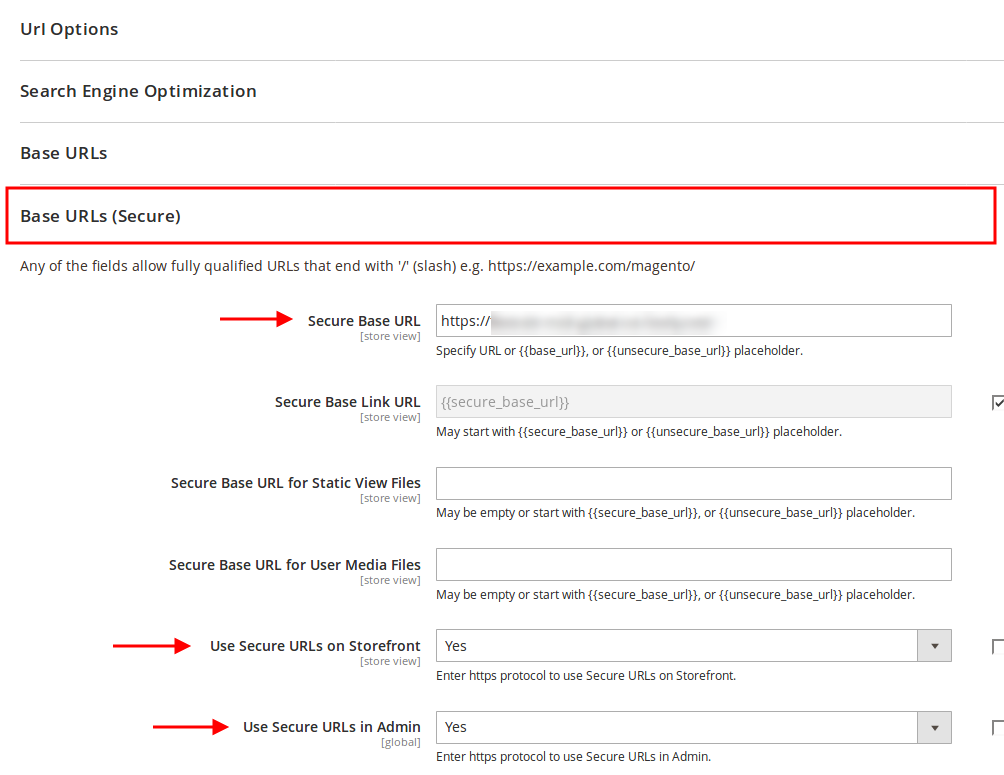 Url Options
Search Engine Optimization
Base URLs
Base URLs (Secure)
Any of the fields allow fully qualified URLs that end with '/' (slash) e.g. https://example.com/magento/
Secure Base URL
https://
[store view]
Specify URL or {{base_url}}, or {{unsecure_base_url}} placeholder.
Secure Base Link URL
{{secure_base_url}}
[store view]
May start with {{secure_base_url}} or {{unsecure_base_url}} placeholder.
Secure Base URL for Static View Files
[store view]
May be empty or start with {{secure_base_url}}, or {{unsecure_base_url}} placeholder.
Secure Base URL for User Media Files
[store view]
May be empty or start with {{secure_base_url}}, or {{unsecure_base_url}} placeholder.
Use Secure URLs on Storefront
Yes
[store view]
Enter https protocol to use Secure URLs on Storefront.
Use Secure URLs in Admin
Yes
[global]
Enter https protocol to use Secure URLs in Admin.